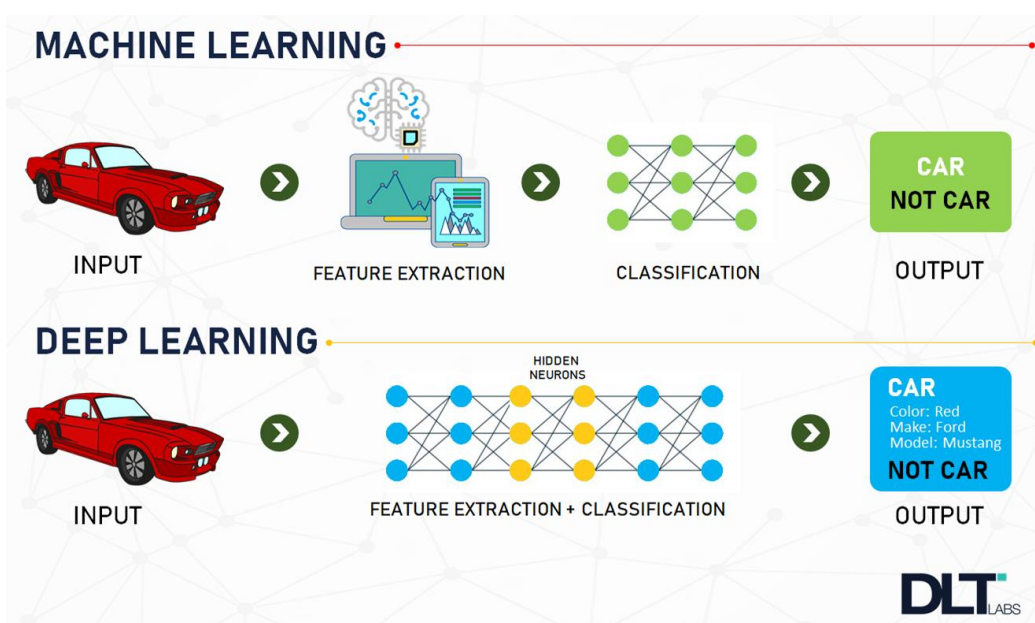 MACHINE LEARNING
INPUT
FEATURE EXTRACTION
CLASSIFICATION
CAR
NOT CAR
OUTPUT
DEEP LEARNING
INPUT
HIDDEN
NEURONS
FEATURE EXTRACTION + CLASSIFICATION
CAR
Color: Red
Make: Ford
Model: Mustang
NOT CAR
OUTPUT
DLT LABS